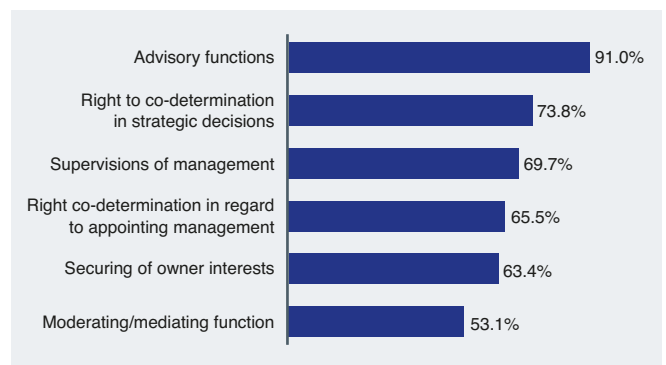 Advisory functions
91.0%
Right to co-determination
in strategic decisions
73.8%
Supervisions of management
69.7%
Right co-determination in regard
to appointing management
65.5%
Securing of owner interests
63.4%
Moderating/mediating function
53.1%